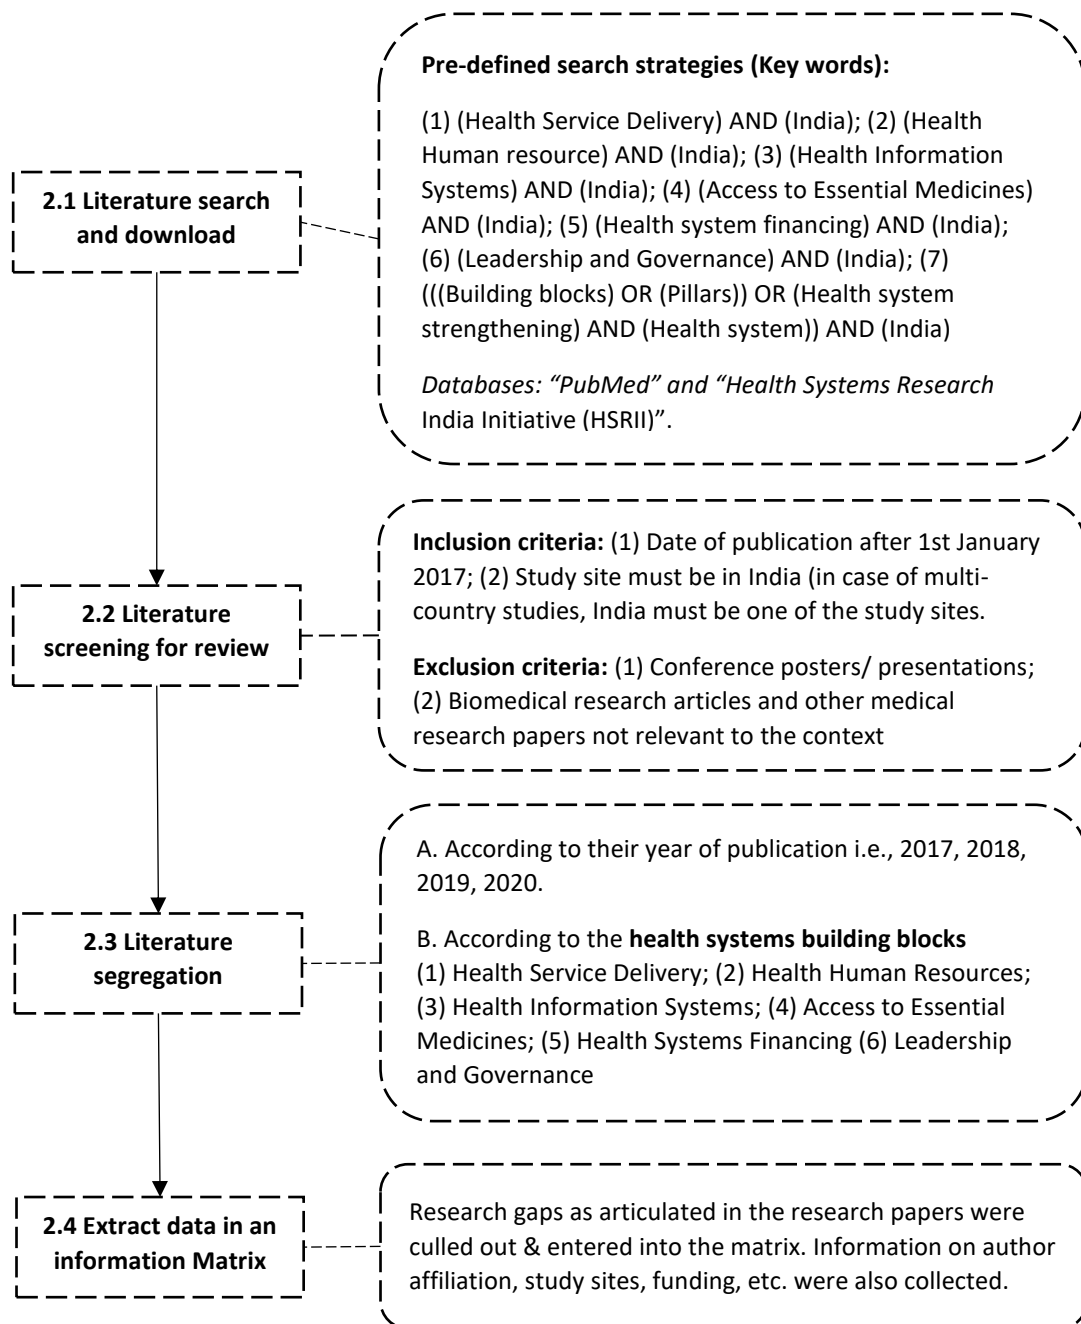 2.1 Literature search
and download
Pre-defined search strategies (Key words):
(1) (Health Service Delivery) AND (India); (2) (Health
Human resource) AND (India); (3) (Health Information
Systems) AND (India); (4) (Access to Essential Medicines)
AND (India); (5) (Health system financing) AND (India);
(6) (Leadership and Governance) AND (India); (7)
(((Building blocks) OR (Pillars)) OR (Health system
strengthening) AND (Health system)) AND (India)
Databases: “PubMed” and “Health Systems Research
India Initiative (HSRII)”.
2.2 Literature
screening for review
Inclusion criteria: (1) Date of publication after 1st January
2017; (2) Study site must be in India (in case of multi-
country studies, India must be one of the study sites.
Exclusion criteria: (1) Conference posters/ presentations;
(2) Biomedical research articles and other medical
research papers not relevant to the context
2.3 Literature
segregation
A. According to their year of publication i.e., 2017, 2018,
2019, 2020.
B. According to the health systems building blocks
(1) Health Service Delivery; (2) Health Human Resources;
(3) Health Information Systems; (4) Access to Essential
Medicines; (5) Health Systems Financing (6) Leadership
and Governance
2.4 Extract data in an
information Matrix
Research gaps as articulated in the research papers were
culled out & entered into the matrix. Information on author
affiliation, study sites, funding, etc. were also collected.